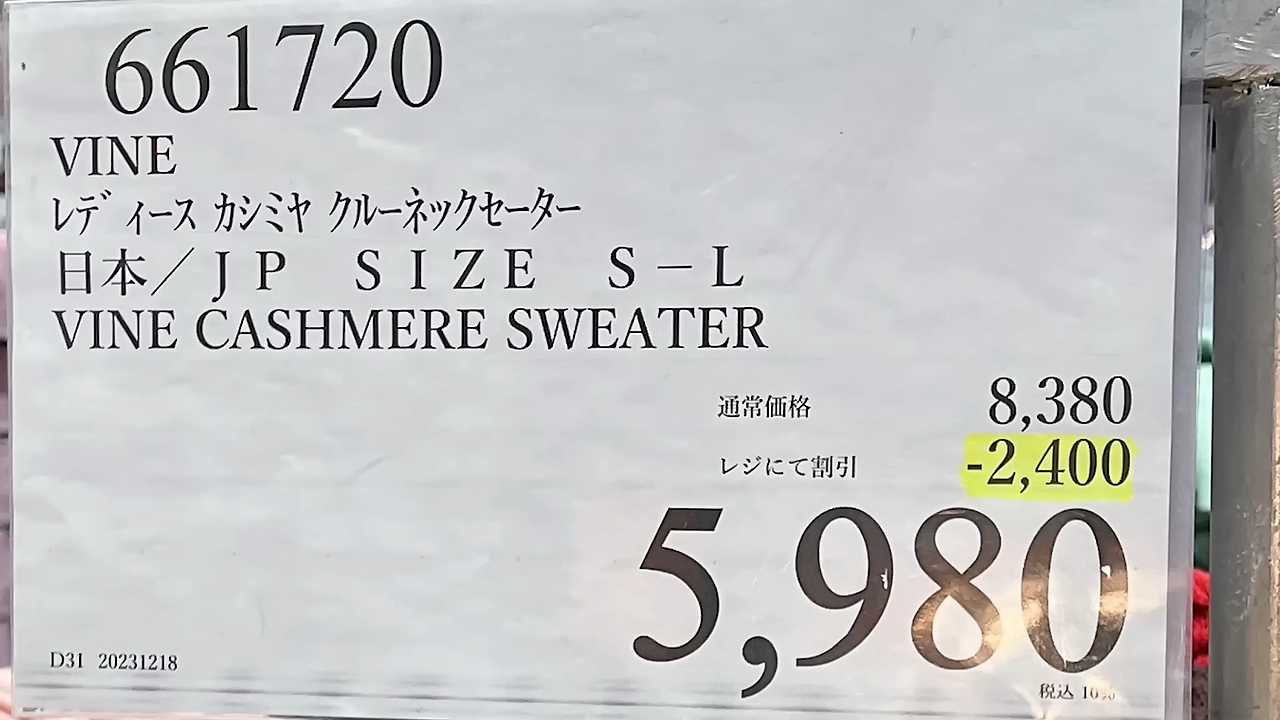 661720
VINE
レディース カシミヤ クルーネックセーター
日本／ＪＰ　ＳＩＺＥ　Ｓ－Ｌ
VINE CASHMERE SWEATER
通常価格 8,380
レジにて割引 -2,400
5,980
D31 20231218
税込 10%